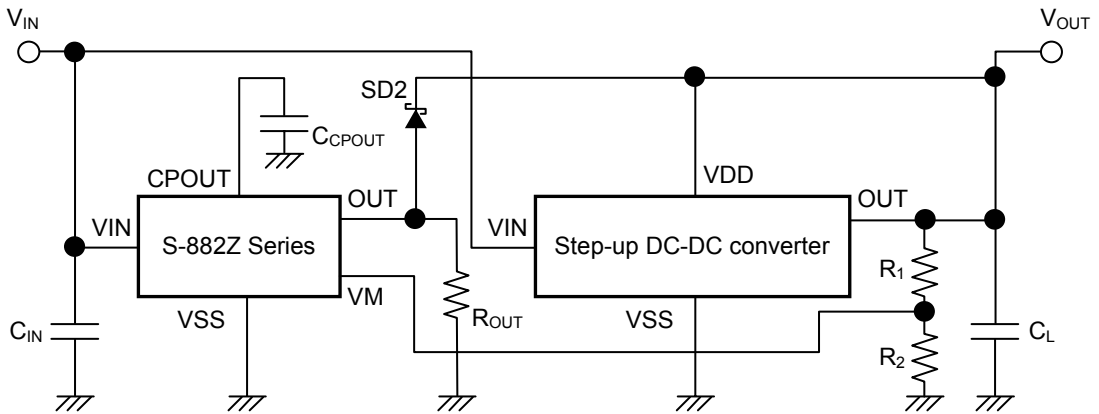 VIN
VOUT
SD2
CCPOUT
CPOUT
OUT
VDD
OUT
VIN
S-882Z Series
VIN
Step-up DC-DC converter
R1
VM
VSS
ROUT
VSS
CIN
R2
CL